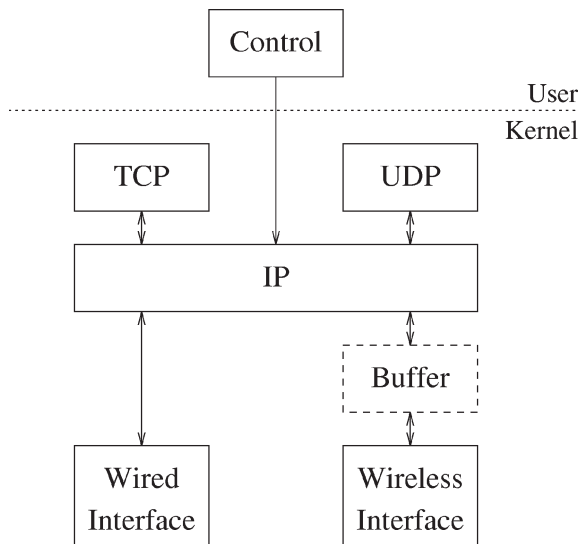 Control
User
Kernel
TCP
UDP
IP
Buffer
Wired
Interface
Wireless
Interface